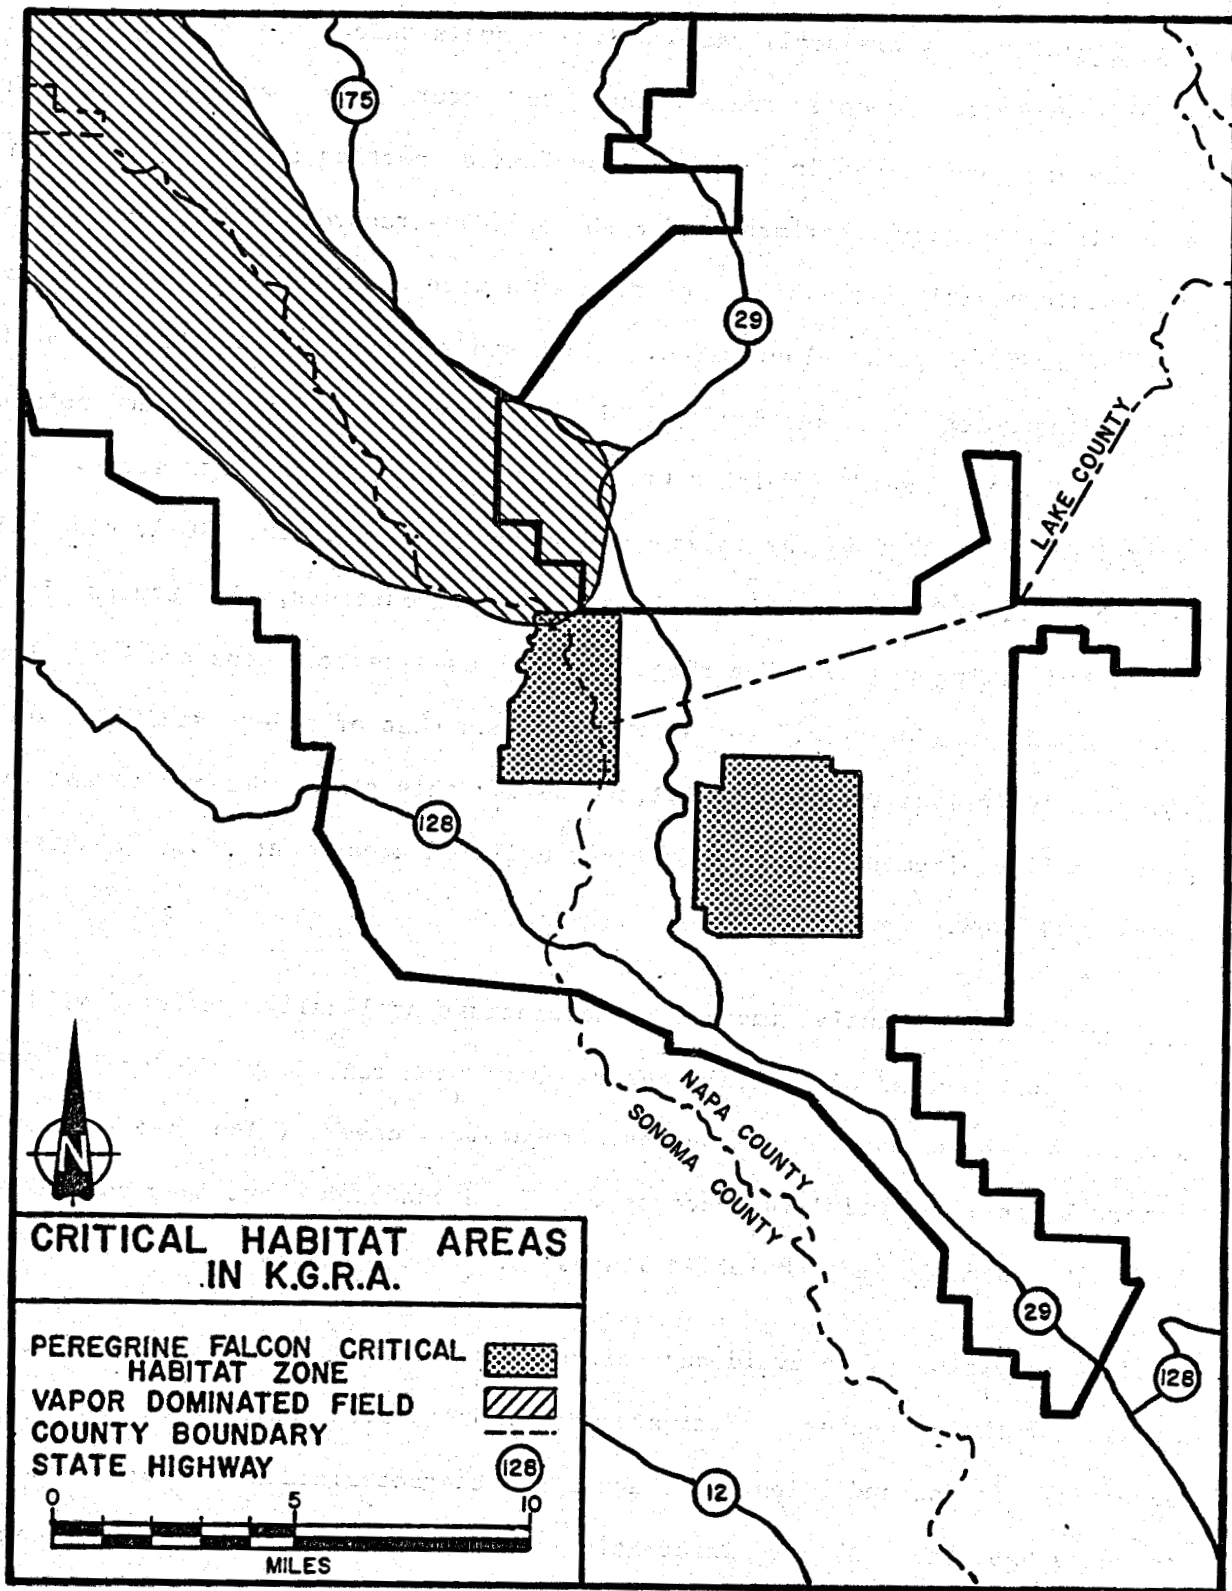 175
29
LAKE COUNTY
128
NAPA COUNTY
SONOMA COUNTY
29
128
12
N
CRITICAL HABITAT AREAS
IN K.G.R.A.
PEREGRINE FALCON CRITICAL
HABITAT ZONE
VAPOR DOMINATED FIELD
COUNTY BOUNDARY
STATE HIGHWAY
128
0 5 10
MILES